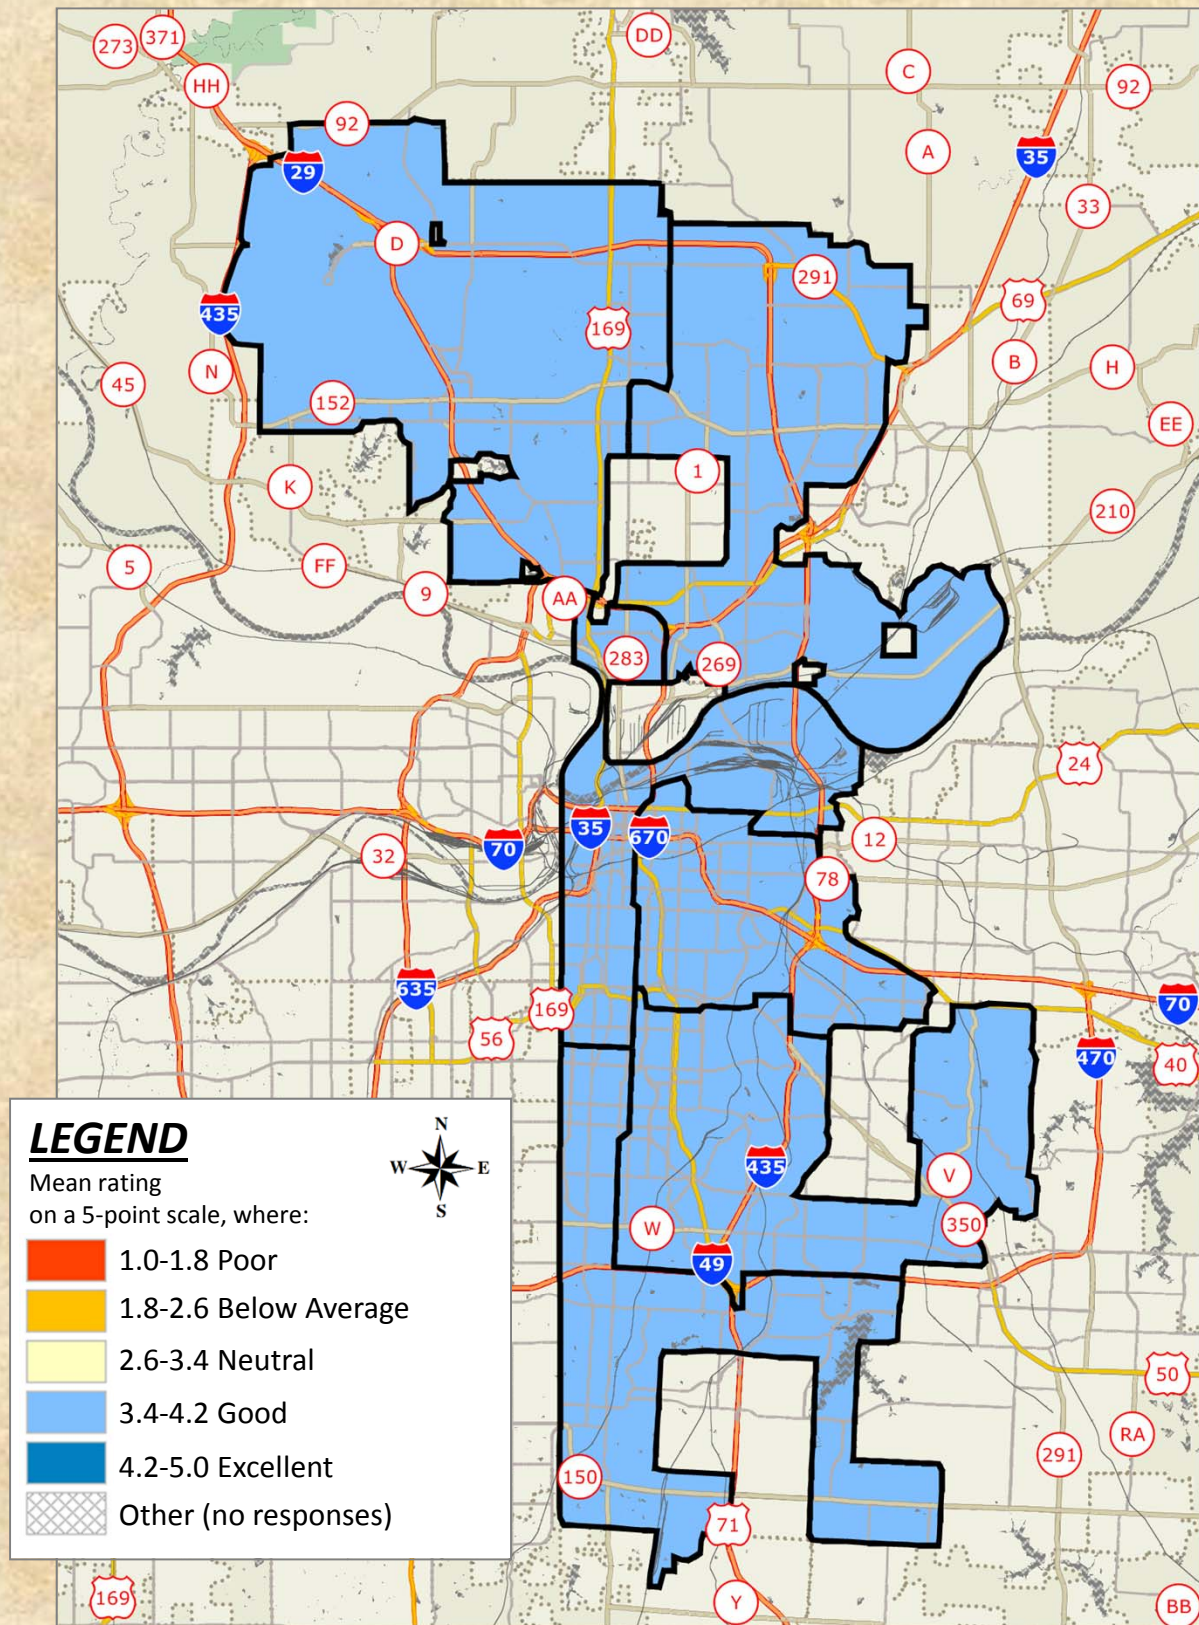 DD
371
273
C
HH
92
92
A
35
29
33
D
291
69
435
169
B
H
N
45
152
EE
1
K
210
FF
5
9
AA
283
269
24
35
670
12
70
32
78
635
70
169
56
470
40
LEGEND
N
W E
S
Mean rating
on a 5-point scale, where:
1.0-1.8 Poor
1.8-2.6 Below Average
2.6-3.4 Neutral
3.4-4.2 Good
4.2-5.0 Excellent
Other (no responses)
435
V
W
350
49
50
RA
291
150
71
169
Y
BB